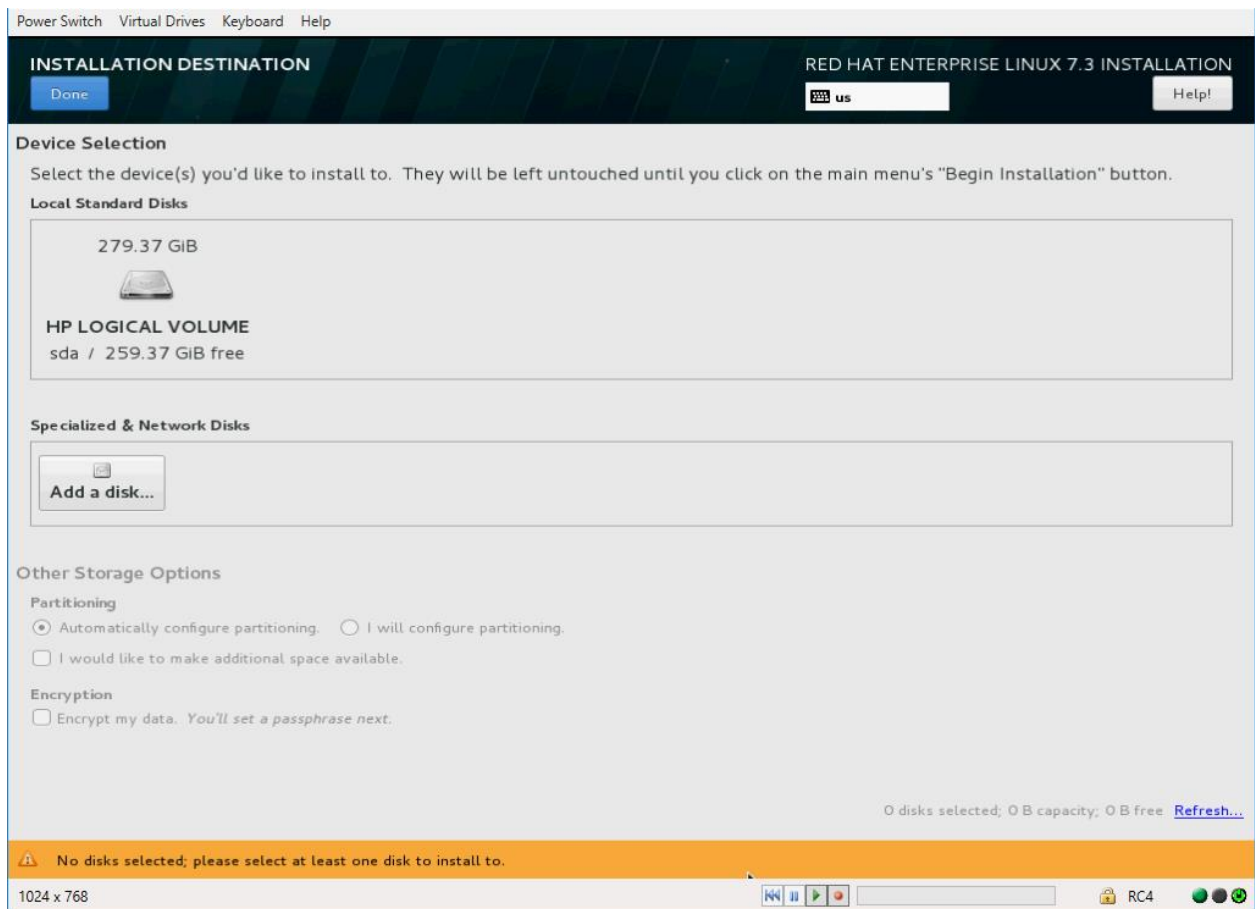 Power Switch Virtual Drives Keyboard Help
INSTALLATION DESTINATION
RED HAT ENTERPRISE LINUX 7.3 INSTALLATION
Done
us
Help!
Device Selection
Select the device(s) you'd like to install to. They will be left untouched until you click on the main menu's "Begin Installation" button.
Local Standard Disks
279.37 GiB
HP LOGICAL VOLUME
sda / 259.37 GiB free
Specialized & Network Disks
Add a disk...
Other Storage Options
Partitioning
Automatically configure partitioning. I will configure partitioning.
I would like to make additional space available.
Encryption
Encrypt my data. You'll set a passphrase next.
0 disks selected; 0 B capacity; 0 B free Refresh...
No disks selected; please select at least one disk to install to.
1024 x 768 RC4